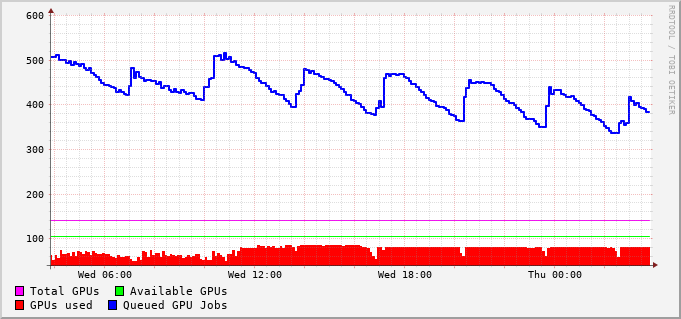 RRDTOOL / TOBI OETIKER
600
500
400
300
200
100
Wed 06:00 Wed 12:00 Wed 18:00 Thu 00:00
Total GPUs Available GPUs
GPUs used Queued GPU Jobs